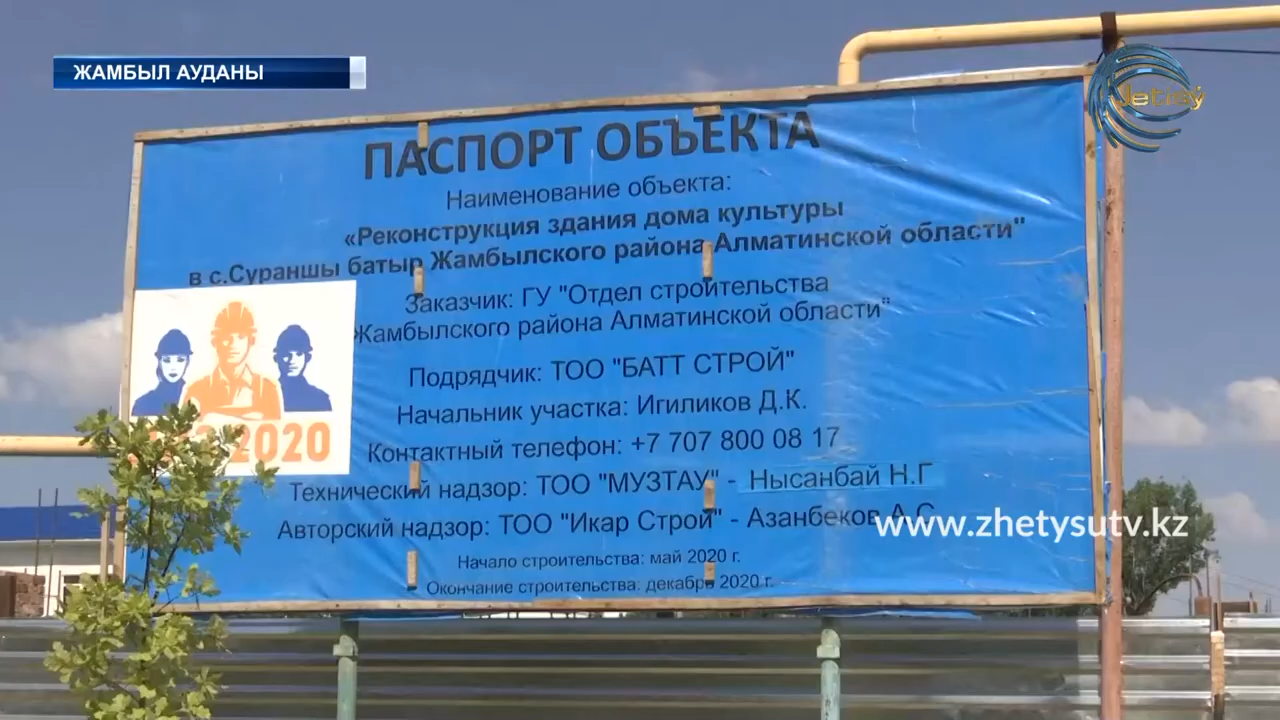 ЖАМБЫЛ АУДАНЫ
Jetisý
ПАСПОРТ ОБЪЕКТА
Наименование объекта:
«Реконструкция здания дома культуры
в с.Сураншы батыр Жамбылского района Алматинской области"
Заказчик: ГУ "Отдел строительства
Жамбылского района Алматинской области"
Подрядчик: ТОО "БАТТ СТРОЙ"
Начальник участка: Игиликов Д.К.
Контактный телефон: +7 707 800 08 17
2020
Технический надзор: ТОО "МУЗТАУ" - Нысанбай Н.Г
Авторский надзор: ТОО "Икар Строй" - Азанбеков А.С
www.zhetysutv.kz
Начало строительства: май 2020 г.
Окончание строительства: декабрь 2020 г.